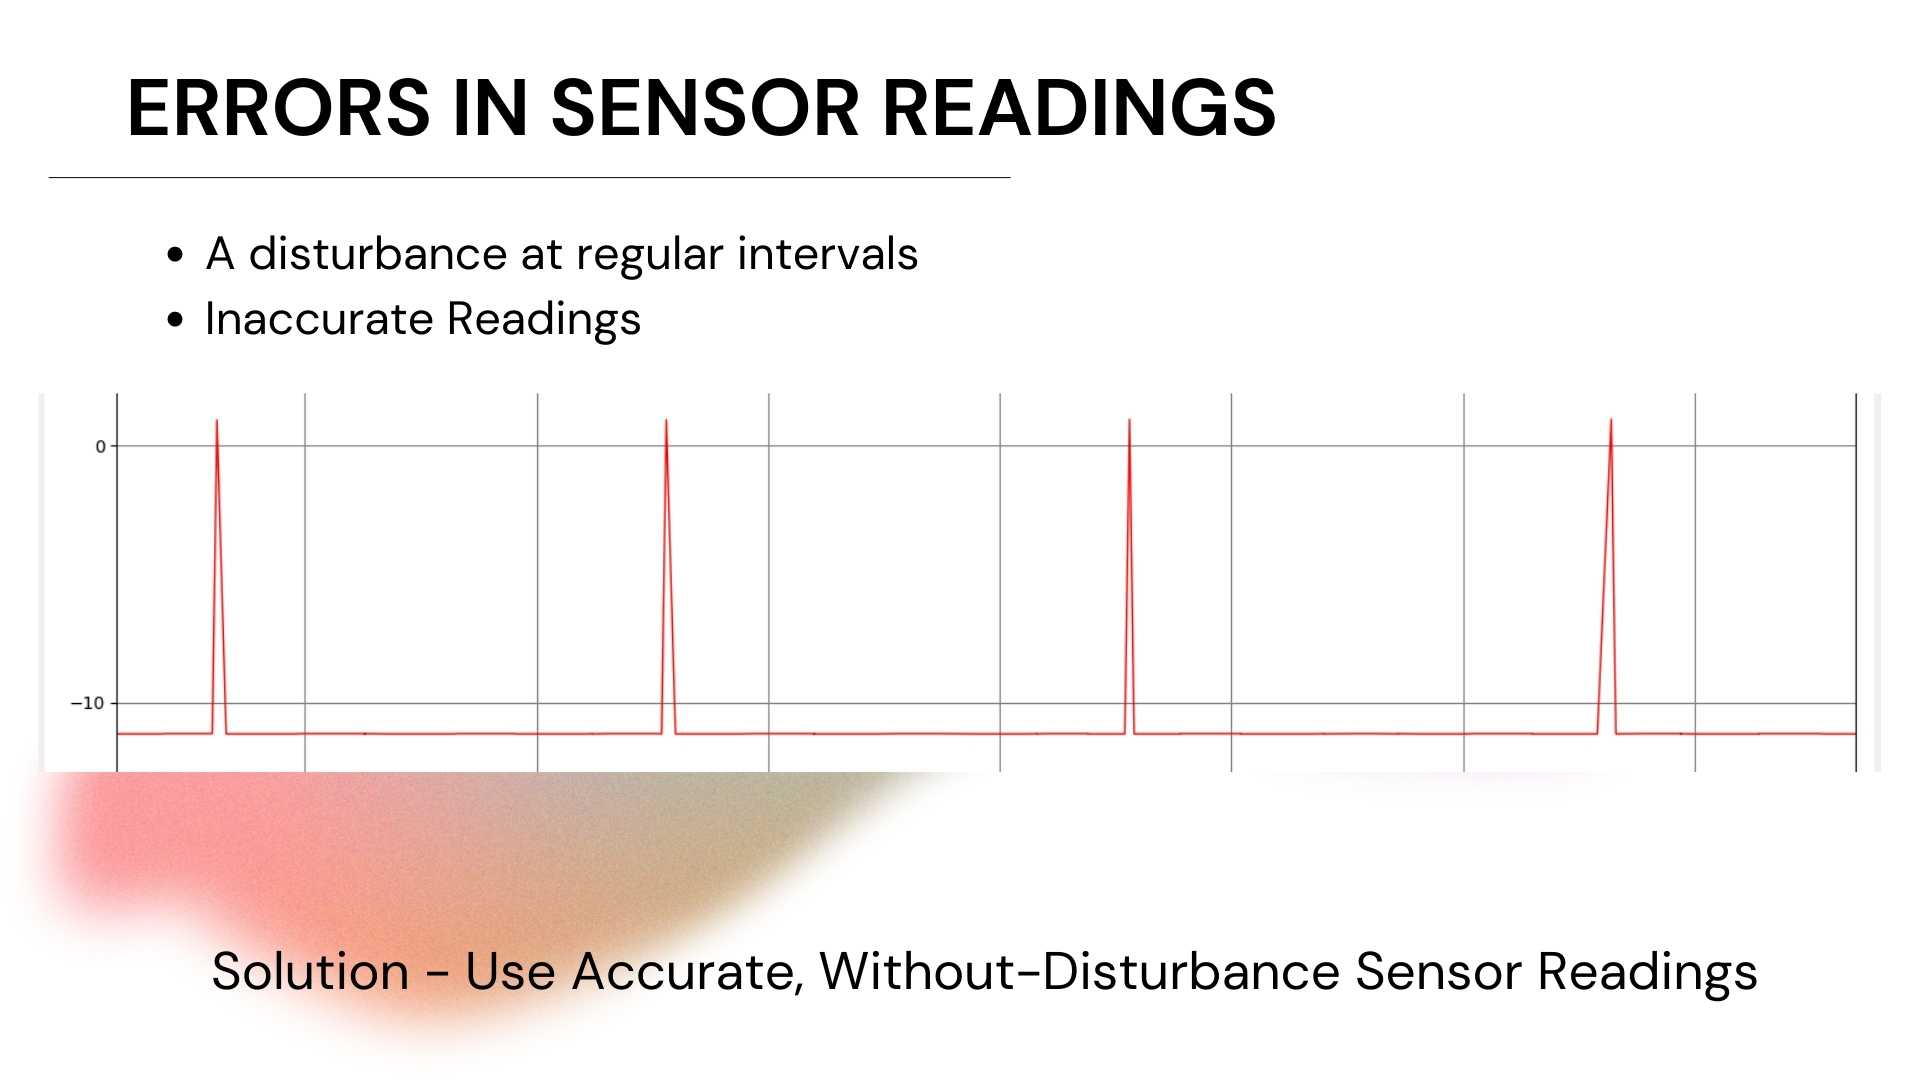 ERRORS IN SENSOR READINGS
• A disturbance at regular intervals
• Inaccurate Readings
0
−10
Solution - Use Accurate, Without-Disturbance Sensor Readings